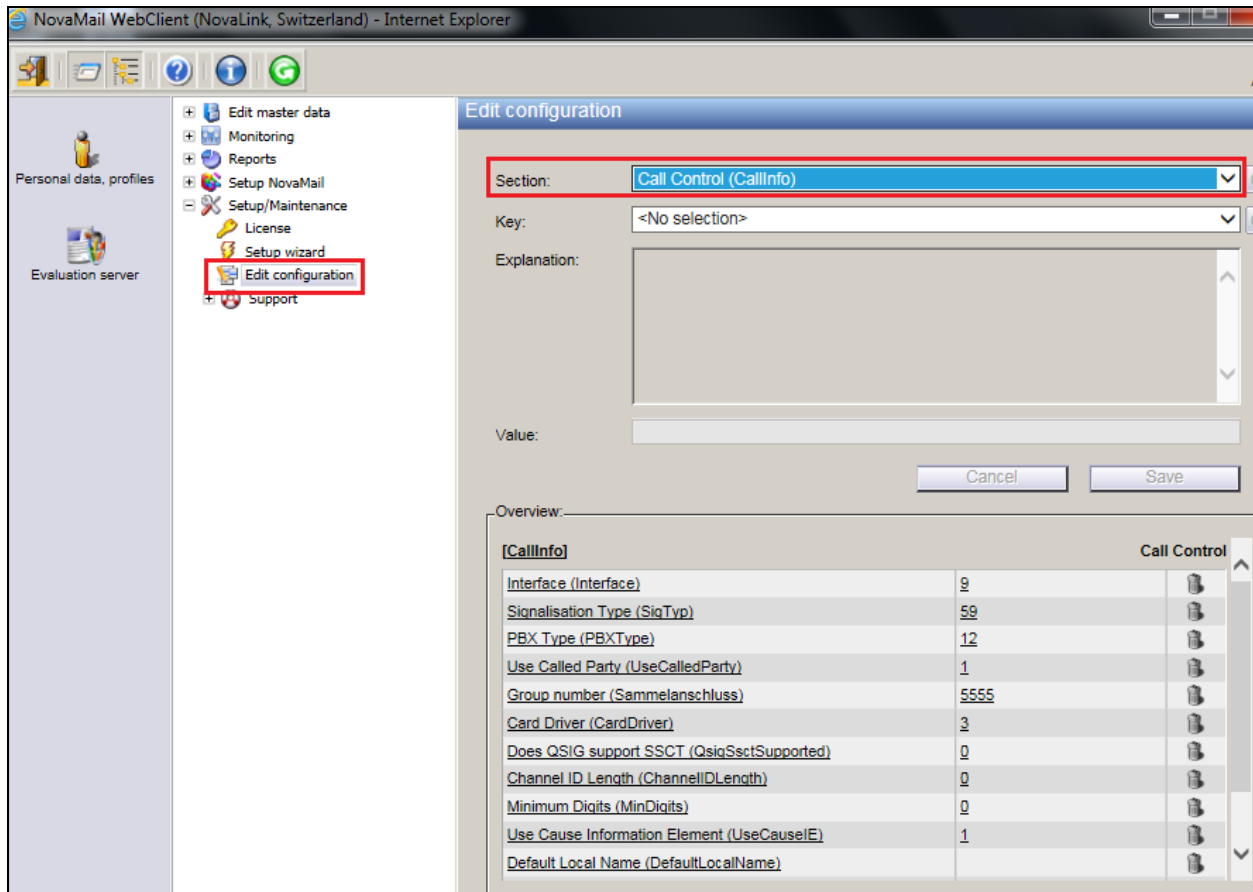 NovaMail WebClient (NovaLink, Switzerland) - Internet Explorer
Personal data, profiles
Evaluation server
Edit master data
Monitoring
Reports
Setup NovaMail
Setup/Maintenance
License
Setup wizard
Edit configuration
Support
Edit configuration
Section: Call Control (CallInfo)
Key: <No selection>
Explanation:
Value:
Cancel Save
Overview:
[CallInfo] Call Control
Interface (Interface) 9
Signalisation Type (SigTyp) 59
PBX Type (PBXType) 12
Use Called Party (UseCalledParty) 1
Group number (Sammelanschluss) 5555
Card Driver (CardDriver) 3
Does QSIG support SSCT (QsigSsctSupported) 0
Channel ID Length (ChannelIDLength) 0
Minimum Digits (MinDigits) 0
Use Cause Information Element (UseCauseIE) 1
Default Local Name (DefaultLocalName)